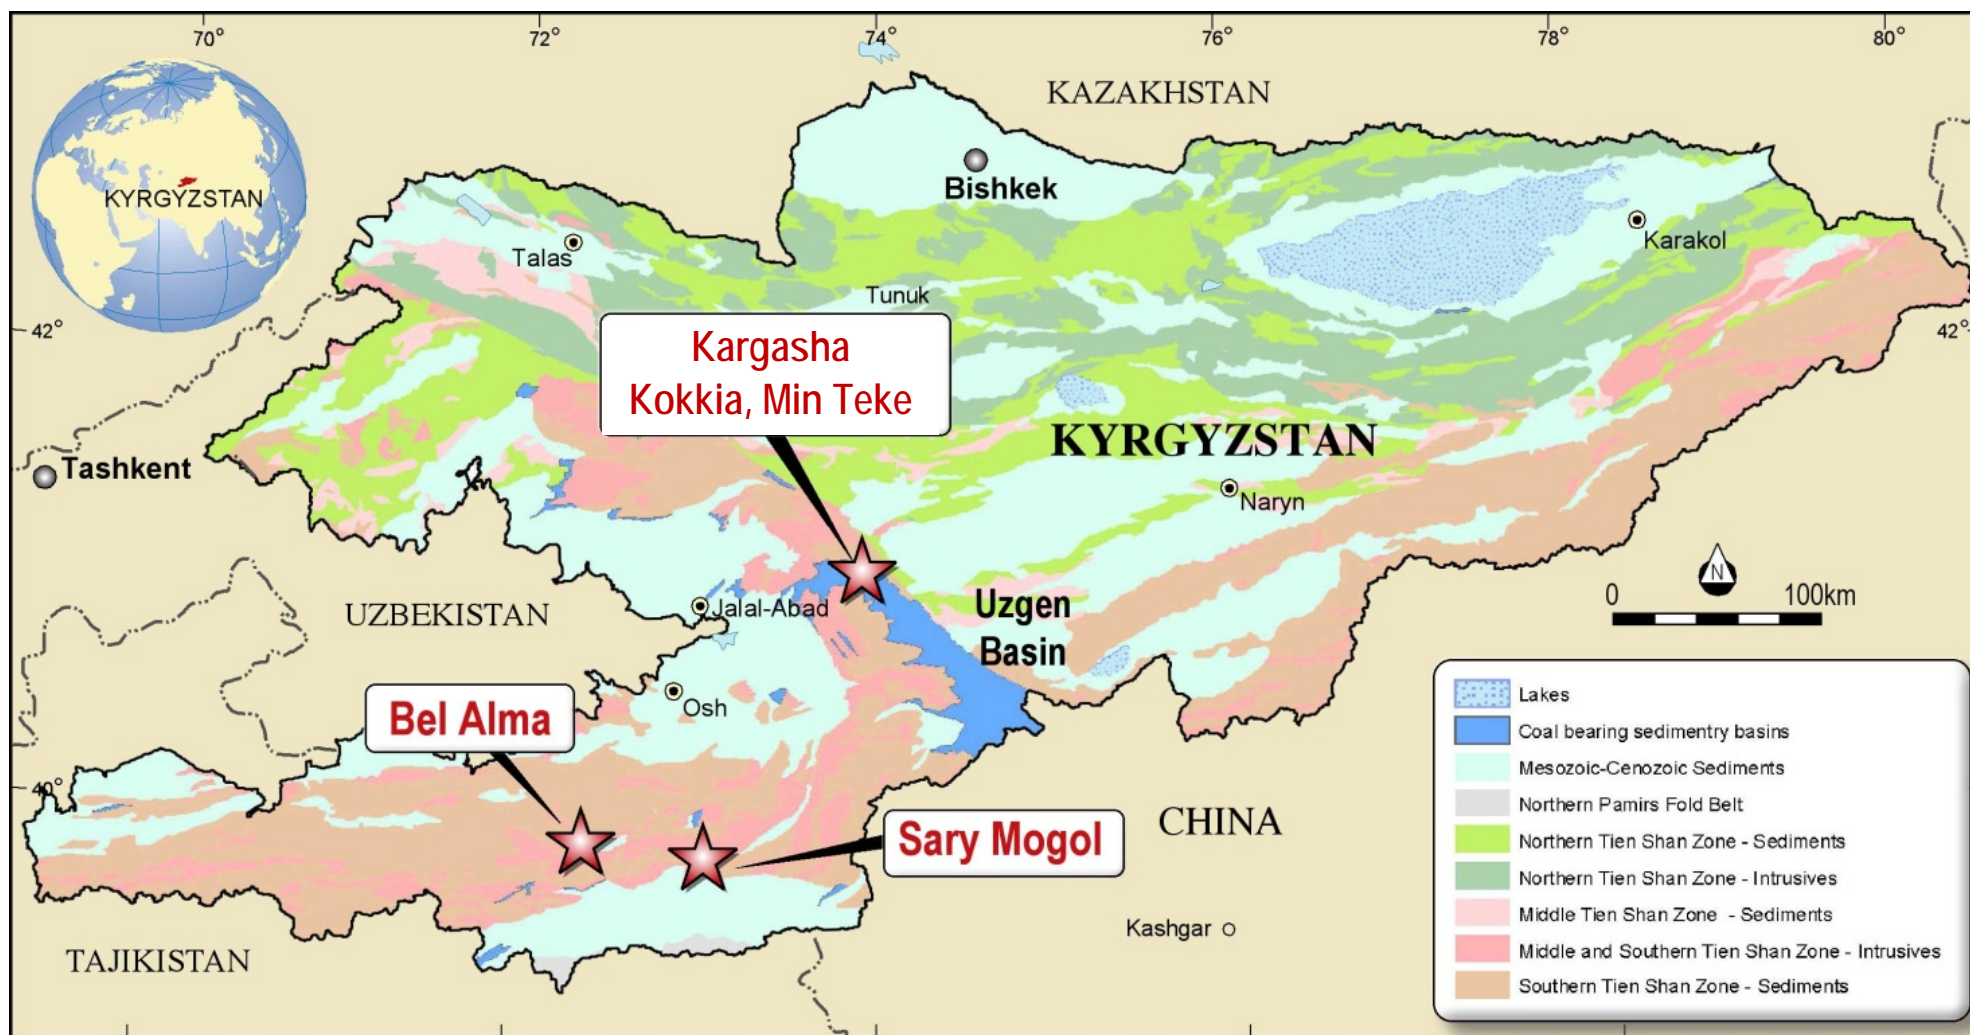 70°
72°
74°
76°
78°
80°
KAZAKHSTAN
KYRGYZSTAN
Bishkek
Talas
Karakol
Tunuk
42°
42°
Kargasha
Kokkia, Min Teke
KYRGYZSTAN
Tashkent
Naryn
N
0 100km
UZBEKISTAN
Jalal-Abad
Uzgen
Basin
Bel Alma
Osh
40°
CHINA
Sary Mogol
Kashgar
TAJIKISTAN
Lakes
Coal bearing sedimentry basins
Mesozoic-Cenozoic Sediments
Northern Pamirs Fold Belt
Northern Tien Shan Zone - Sediments
Northern Tien Shan Zone - Intrusives
Middle Tien Shan Zone - Sediments
Middle and Southern Tien Shan Zone - Intrusives
Southern Tien Shan Zone - Sediments
72
74